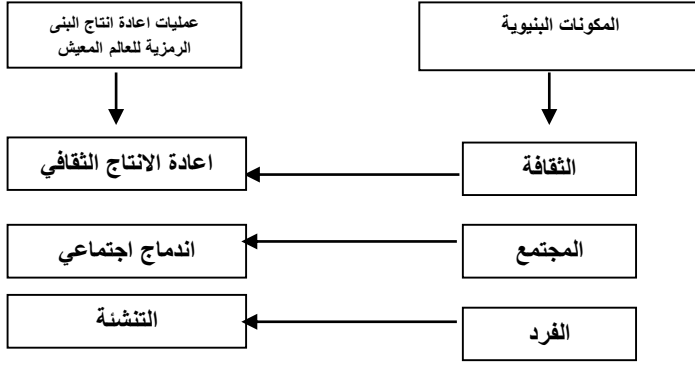 المكونات البنيوية
عمليات اعادة انتاج البنى
الرمزية للعالم المعيش
الثقافة
اعادة الانتاج الثقافي
المجتمع
اندماج اجتماعي
الفرد
التنشئة